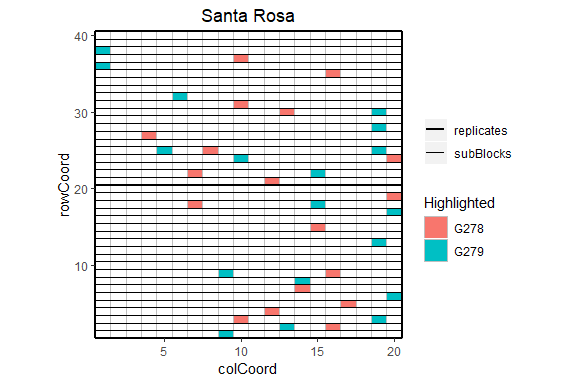 Santa Rosa
40
30
20
10
rowCoord
5
10
15
20
colCoord
replicates
subBlocks
Highlighted
G278
G279